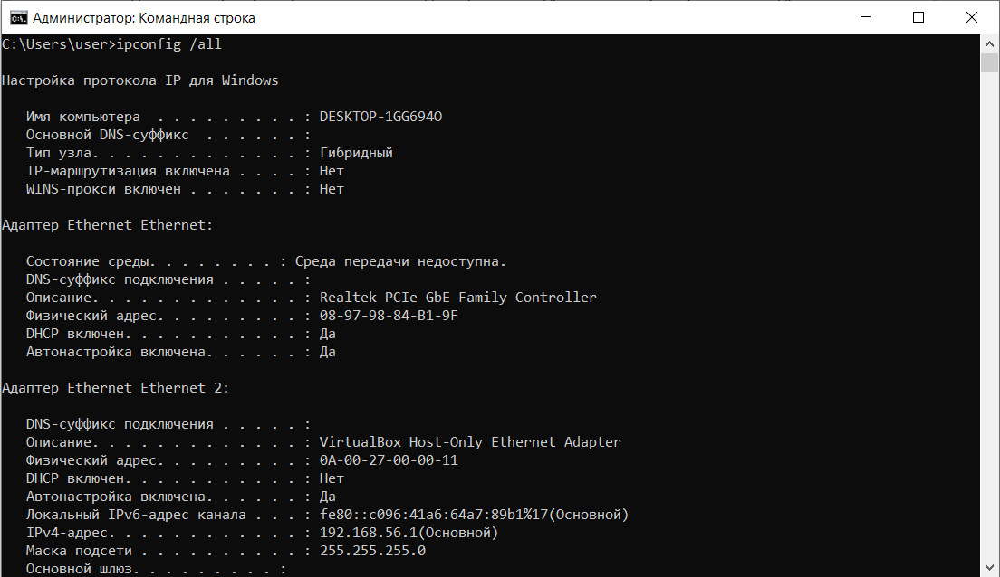 Администратор: Командная строка
C:\Users\user>ipconfig /all
Настройка протокола IP для Windows
Имя компьютера . . . . . . . . . : DESKTOP-1GG694O
Основной DNS-суффикс . . . . . . :
Тип узла. . . . . . . . . . . . . : Гибридный
IP-маршрутизация включена . . . . : Нет
WINS-прокси включен . . . . . . . : Нет
Адаптер Ethernet Ethernet:
Состояние среды. . . . . . . . : Среда передачи недоступна.
DNS-суффикс подключения . . . . . :
Описание. . . . . . . . . . . . . : Realtek PCIe GbE Family Controller
Физический адрес. . . . . . . . . : 08-97-98-84-B1-9F
DHCP включен. . . . . . . . . . . : Да
Автонастройка включена. . . . . . : Да
Адаптер Ethernet Ethernet 2:
DNS-суффикс подключения . . . . . :
Описание. . . . . . . . . . . . . : VirtualBox Host-Only Ethernet Adapter
Физический адрес. . . . . . . . . : 0A-00-27-00-00-11
DHCP включен. . . . . . . . . . . : Нет
Автонастройка включена. . . . . . : Да
Локальный IPv6-адрес канала . . . : fe80::c096:41a6:64a7:89b1%17(Основной)
IPv4-адрес. . . . . . . . . . . . : 192.168.56.1(Основной)
Маска подсети . . . . . . . . . . : 255.255.255.0
Основной шлюз. . . . . . . . . :